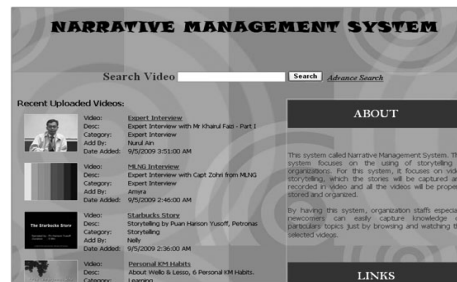 NARRATIVE MANAGEMENT SYSTEM
Search Video Search Advance Search
Recent Uploaded Videos:
Video: Expert Interview
Desc: Expert Interview with Mr Khairul Faizi - Part I
Category: Expert Interview
Add By: Nurul Ain
Date Added: 9/5/2009 3:51:00 AM
Video: MLNG Interview
Desc: Expert Interview with Capt Zohri from MLNG
Category: Expert Interview
Add By: Amyra
Date Added: 9/5/2009 2:46:00 AM
The Starbucks Story
Video: Starbucks Story
Desc: Storytelling by Puan Hanson Yusoff, Petronas
Category: Storytelling
Add By: Nelly
Date Added: 9/5/2009 2:36:00 AM
Video: Personal KM Habits
Desc: About Wello & Lesso, 6 Personal KM Habits.
Category: Learning
ABOUT
This system called Narrative Management System. Th
system focuses on the using of storytelling
organizations. For this system, it focuses on vide
storytelling, which the stories will be captured an
recorded in video and all the videos will be prope
stored and organized.
By having this system, organization staffs especia
newcomers can easily capture knowledge
particulars topics just by browsing and watching th
selected videos.
LINKS